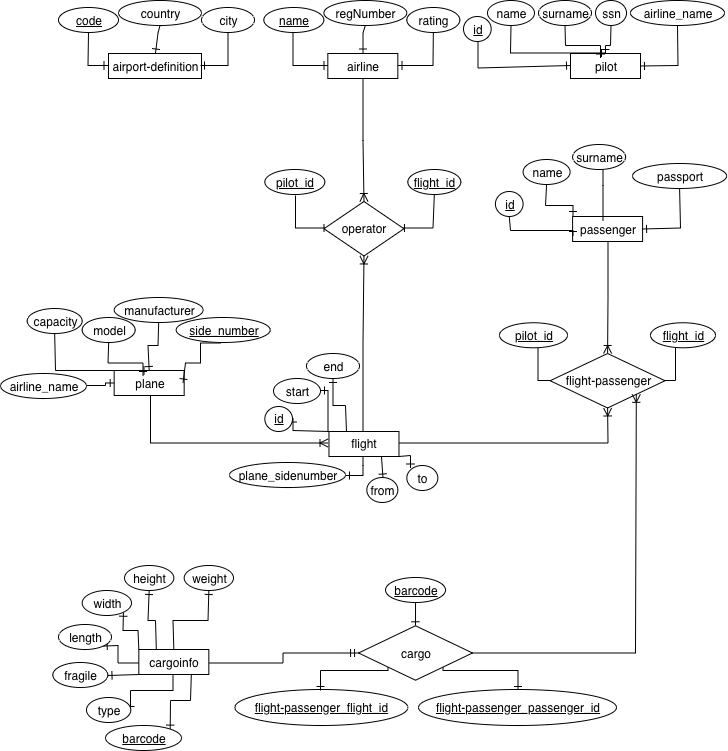 code
country
city
airport-definition
name
regNumber
rating
airline
id
name
surname
ssn
airline_name
pilot
pilot_id
flight_id
operator
id
name
surname
passport
passenger
capacity
model
manufacturer
side_number
airline_name
plane
pilot_id
flight_id
flight-passenger
end
start
id
flight
plane_sidenumber
from
to
height
weight
width
length
fragile
type
barcode
cargoinfo
barcode
cargo
flight-passenger_flight_id
flight-passenger_passenger_id